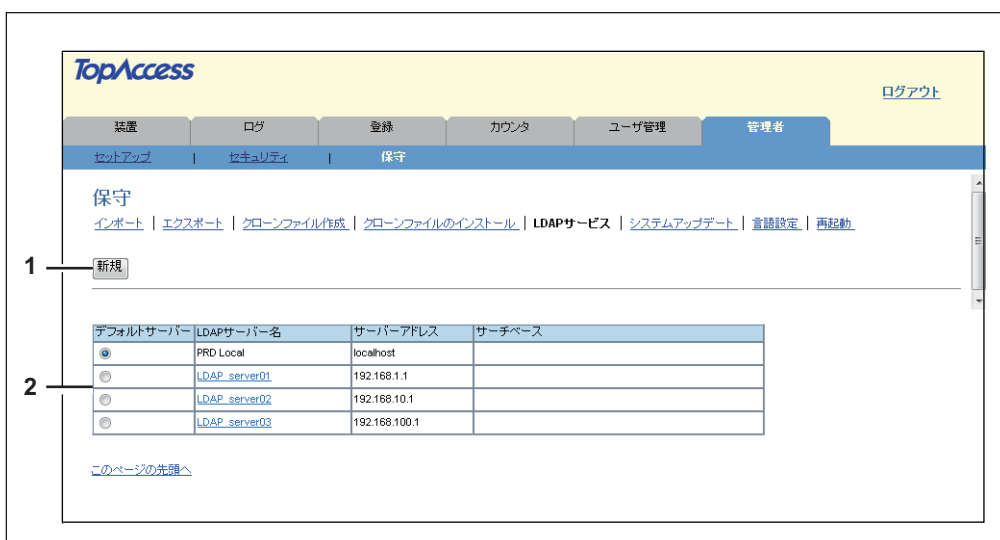 TopAccess
ログアウト
装置 ログ 登録 カウンタ ユーザ管理 管理者
セットアップ | セキュリティ | 保守
保守
インポート | エクスポート | クローンファイル作成 | クローンファイルのインストール | LDAPサービス | システムアップデート | 言語設定 | 再起動
1 新規
デフォルトサーバー LDAPサーバー名 サーバーアドレス サーチベース
PRD Local localhost
2 LDAP_server01 192.168.1.1
LDAP_server02 192.168.10.1
LDAP_server03 192.168.100.1
このページの先頭へ